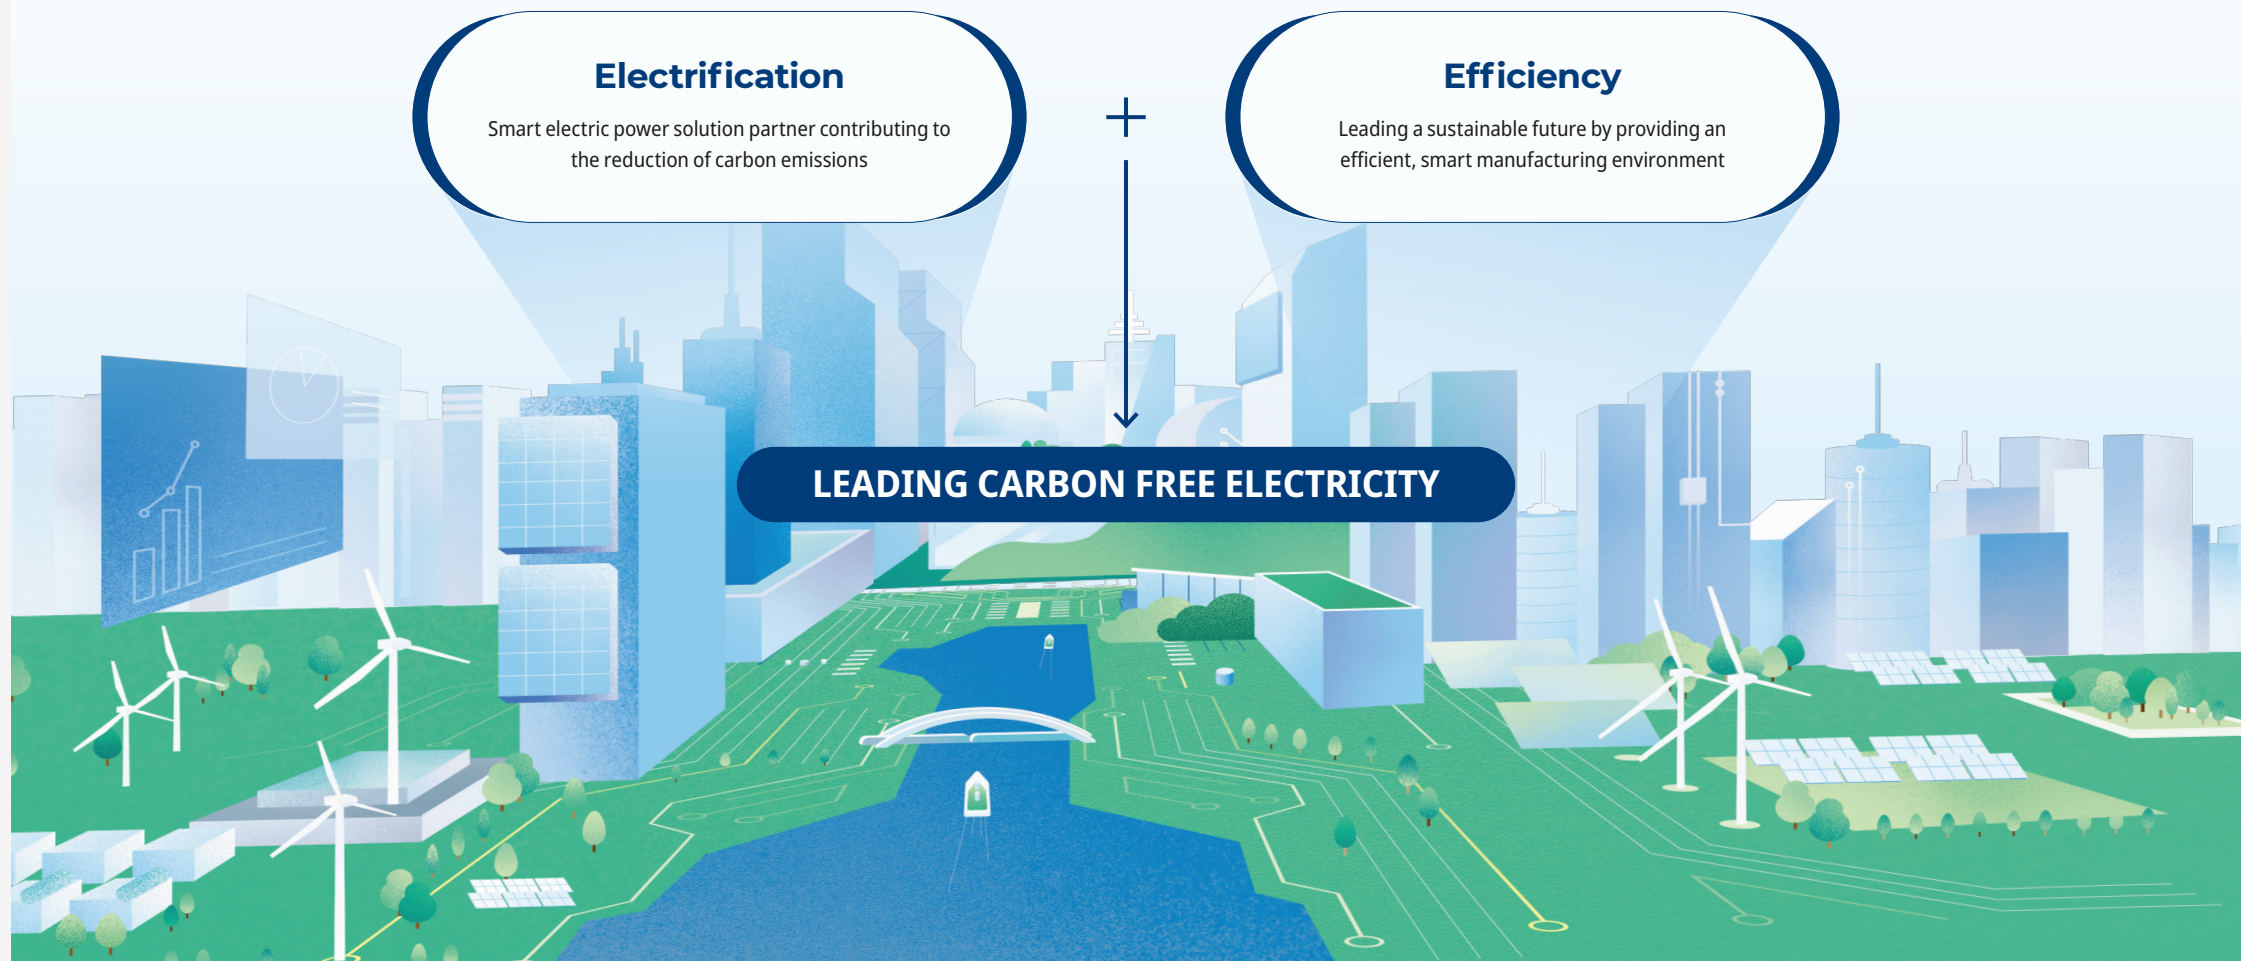 Electrification
Smart electric power solution partner contributing to
the reduction of carbon emissions
+
Efficiency
Leading a sustainable future by providing an
efficient, smart manufacturing environment
LEADING CARBON FREE ELECTRICITY